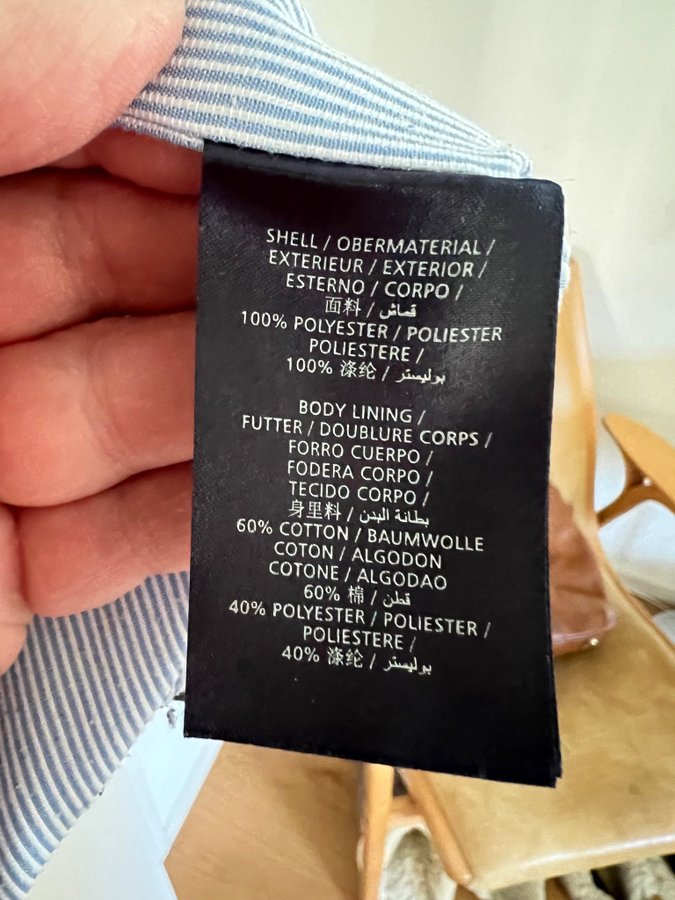 SHELL / OBERMATERIAL /
EXTERIEUR / EXTERIOR /
ESTERNO / CORPO /
面料 / قماش
100% POLYESTER / POLIESTER
POLIESTERE /
100% 涤纶 / بوليستر
BODY LINING /
FUTTER / DOUBLURE CORPS /
FORRO CUERPO /
FODERA CORPO /
TECIDO CORPO /
身里料 / بطانة البدن
60% COTTON / BAUMWOLLE
COTON / ALGODON
COTONE / ALGODAO
60% 棉 / قطن
40% POLYESTER / POLIESTER /
POLIESTERE /
40% 涤纶 / بوليستر